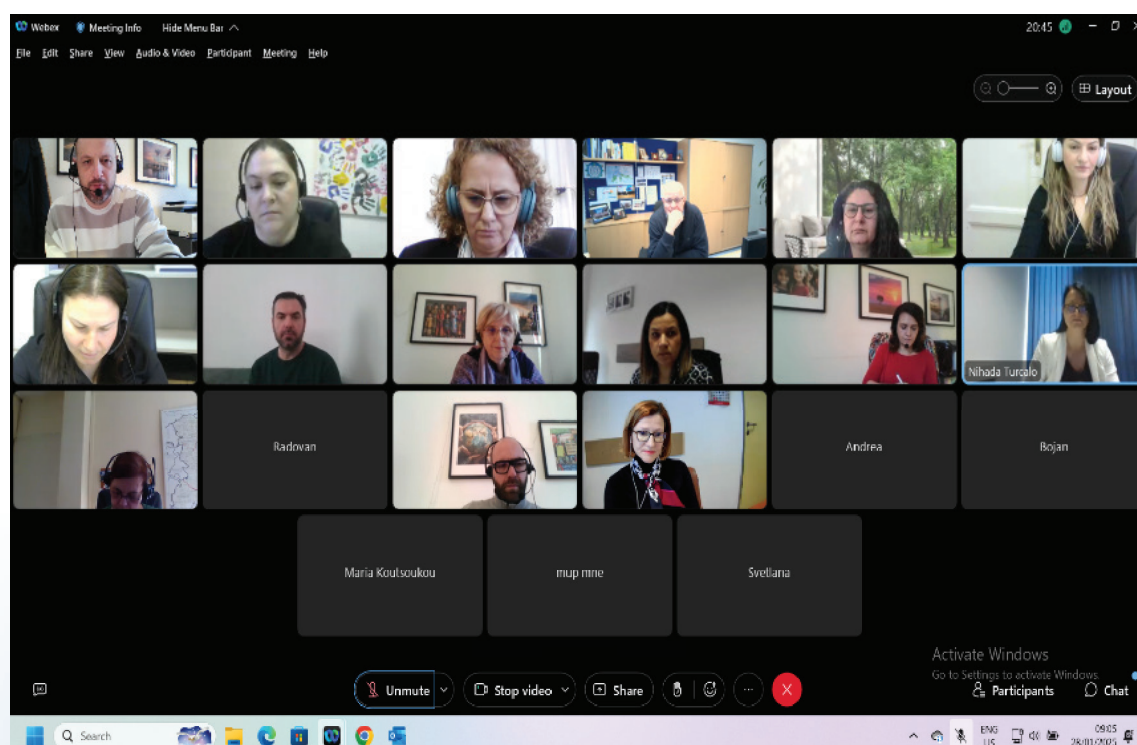 Webex Meeting Info Hide Menu Bar 20:45
File Edit Share View Audio & Video Participant Meeting Help
Layout
Nihada Turcalo
Radovan
Andrea
Bojan
Maria Koutsoukou
mup mne
Svetlana
Activate Windows
Go to Settings to activate Windows.
Unmute
Stop video
Share
Participants
Chat
Search
ENG
US
09:05
28/01/2025